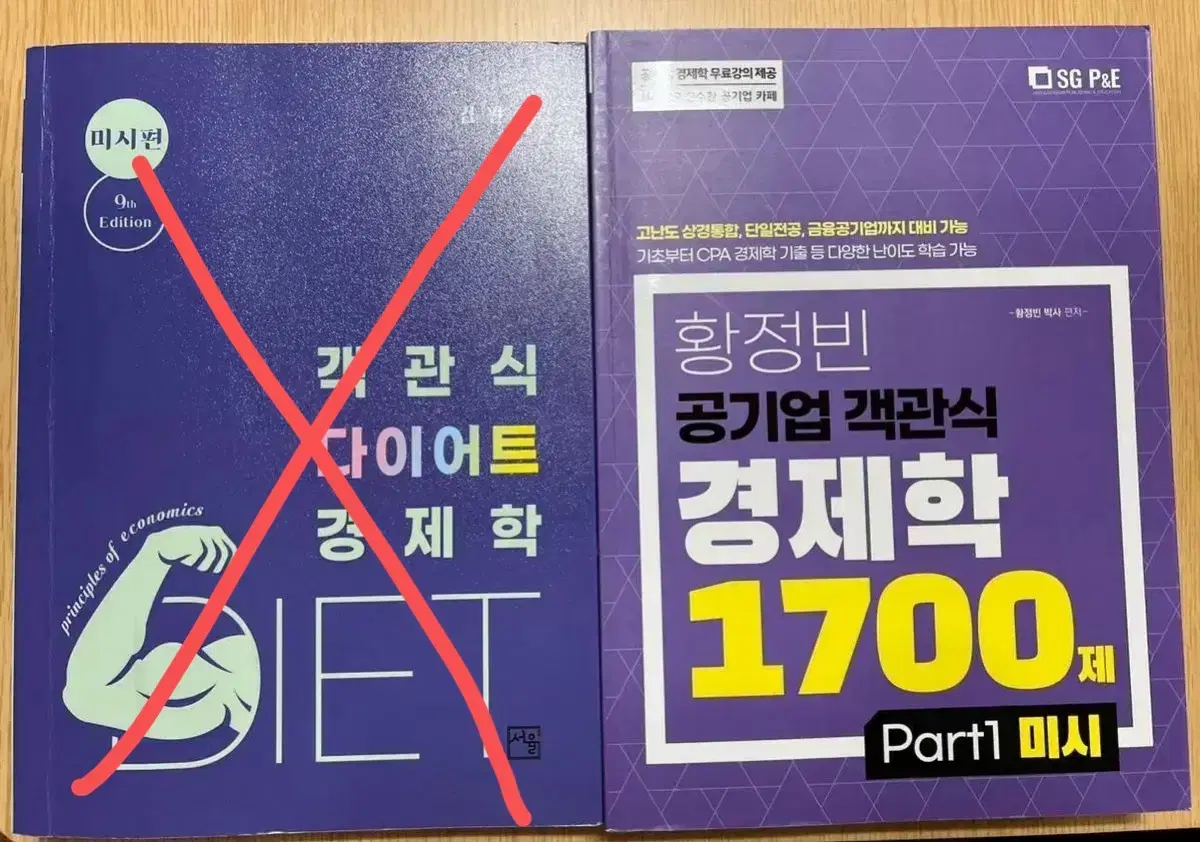 미시편
9th
Edition
객관식
다이어트
경제학
principles of economics
DIET
서울
경제학 무료강의 제공
공기업 카페
SG P&E
고난도 상경통합, 단일전공, 금융공기업까지 대비 가능
기초부터 CPA 경제학 기출 등 다양한 난이도 학습 가능
-황정빈 박사 편저-
황정빈
공기업 객관식
경제학
1700제
Part1 미시